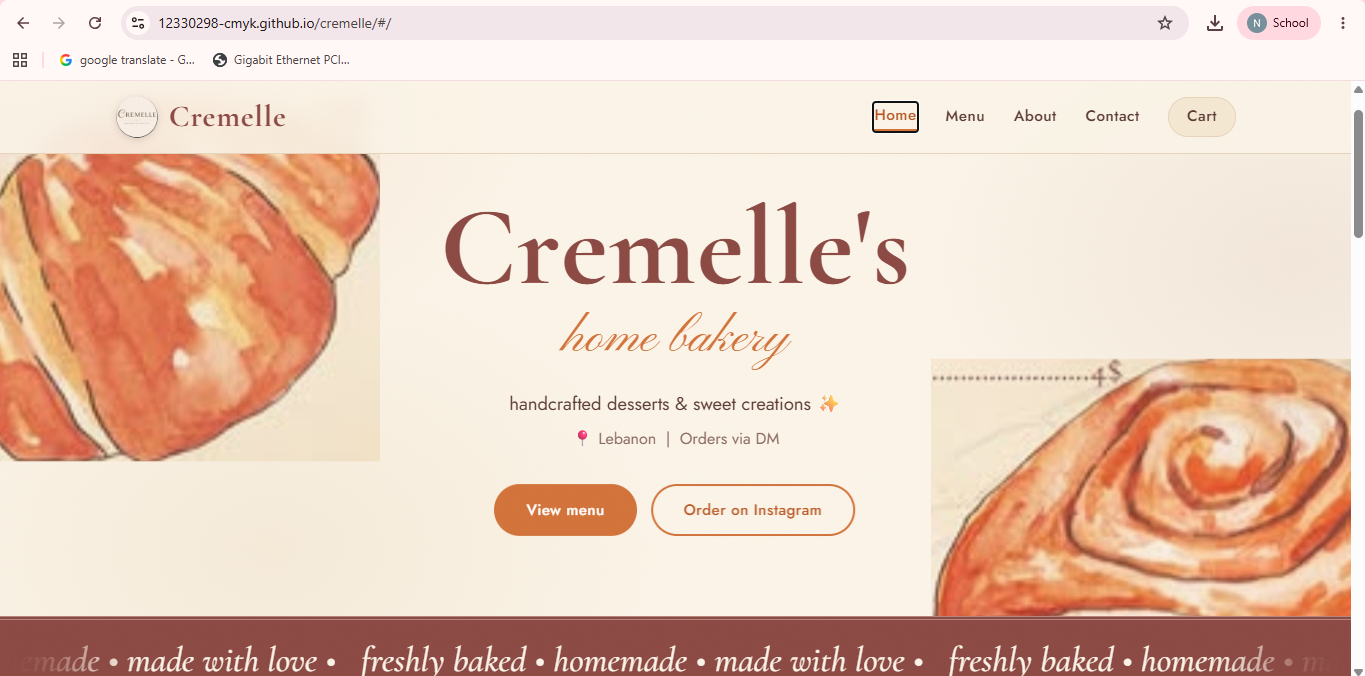 12330298-cmyk.github.io/cremelle/#/
N School
google translate - G...
Gigabit Ethernet PCI...
CREMELLE
Cremelle
Home
Menu
About
Contact
Cart
Cremelle's
home bakery
handcrafted desserts & sweet creations ✨
📍 Lebanon | Orders via DM
4$
View menu
Order on Instagram
emade • made with love • freshly baked • homemade • made with love • freshly baked • homemade • m